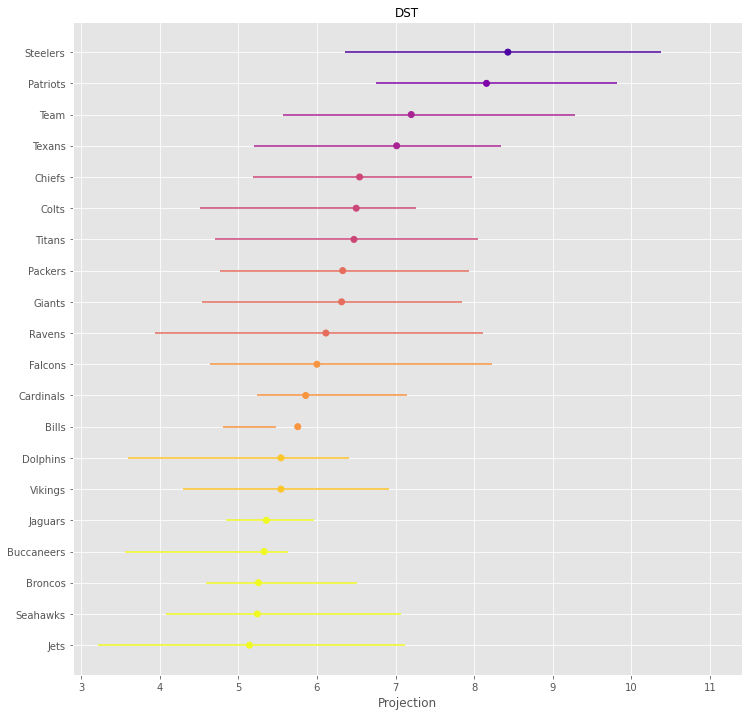 DST
Steelers
Patriots
Team
Texans
Chiefs
Colts
Titans
Packers
Giants
Ravens
Falcons
Cardinals
Bills
Dolphins
Vikings
Jaguars
Buccaneers
Broncos
Seahawks
Jets
3 4 5 6 7 8 9 10 11
Projection